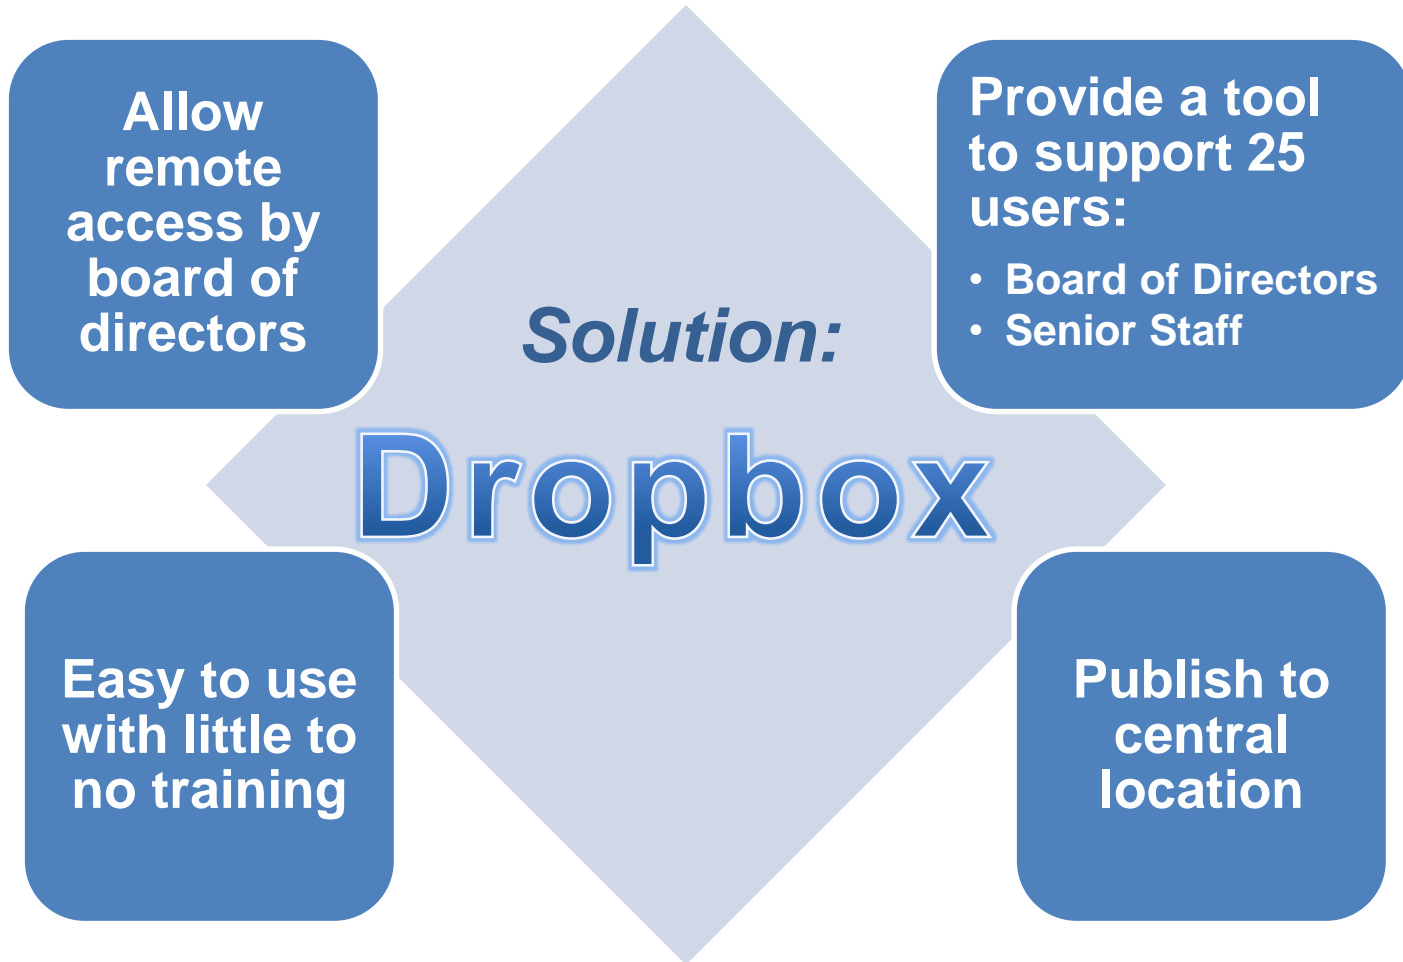 Allow
remote
access by
board of
directors
Provide a tool
to support 25
users:
• Board of Directors
• Senior Staff
Solution:
Dropbox
Easy to use
with little to
no training
Publish to
central
location